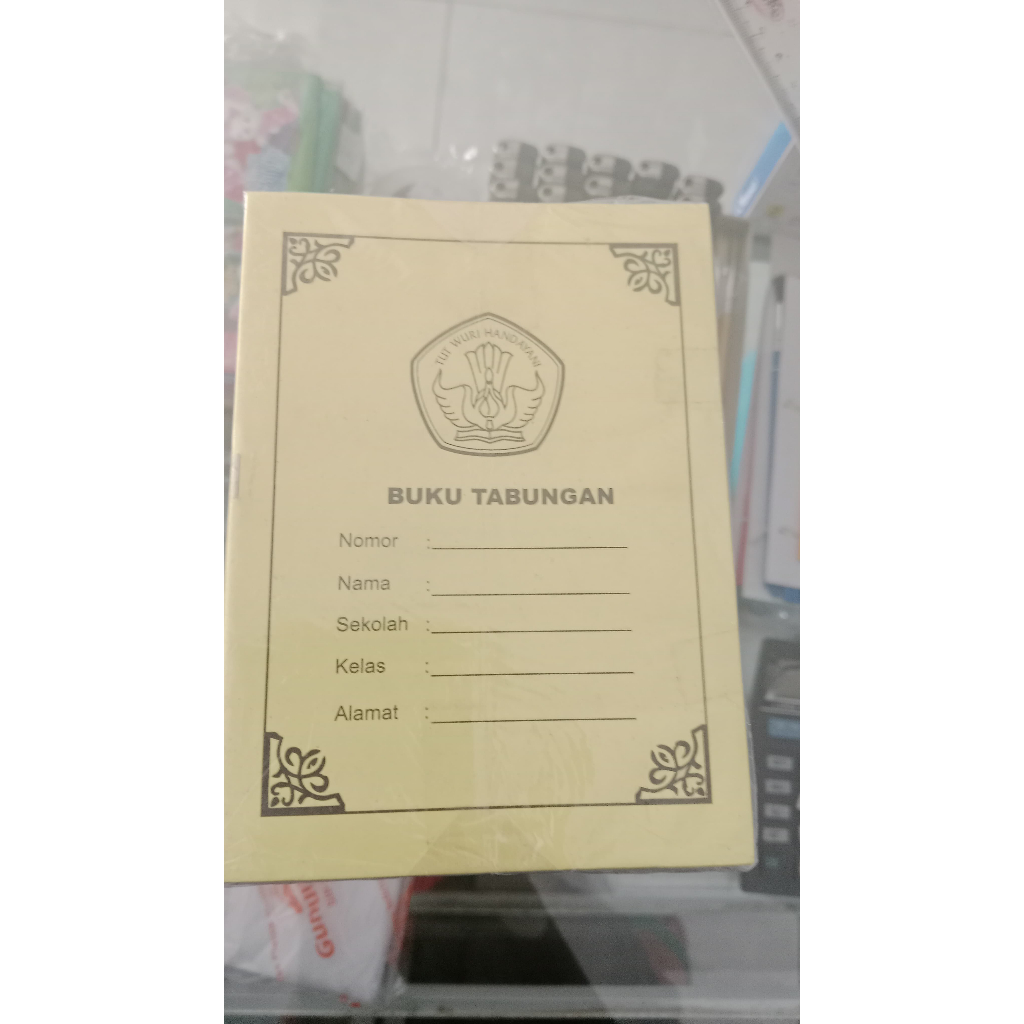 TUT WURI HANDAYANI
BUKU TABUNGAN
Nomor :
Nama :
Sekolah :
Kelas :
Alamat :